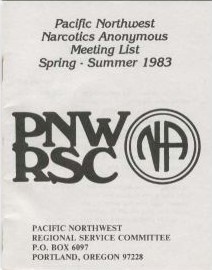 Pacific Northwest
Narcotics Anonymous
Meeting List
Spring - Summer 1983
PNW
RSC
NA
PACIFIC NORTHWEST
REGIONAL SERVICE COMMITTEE
P.O. BOX 6097
PORTLAND, OREGON 97228